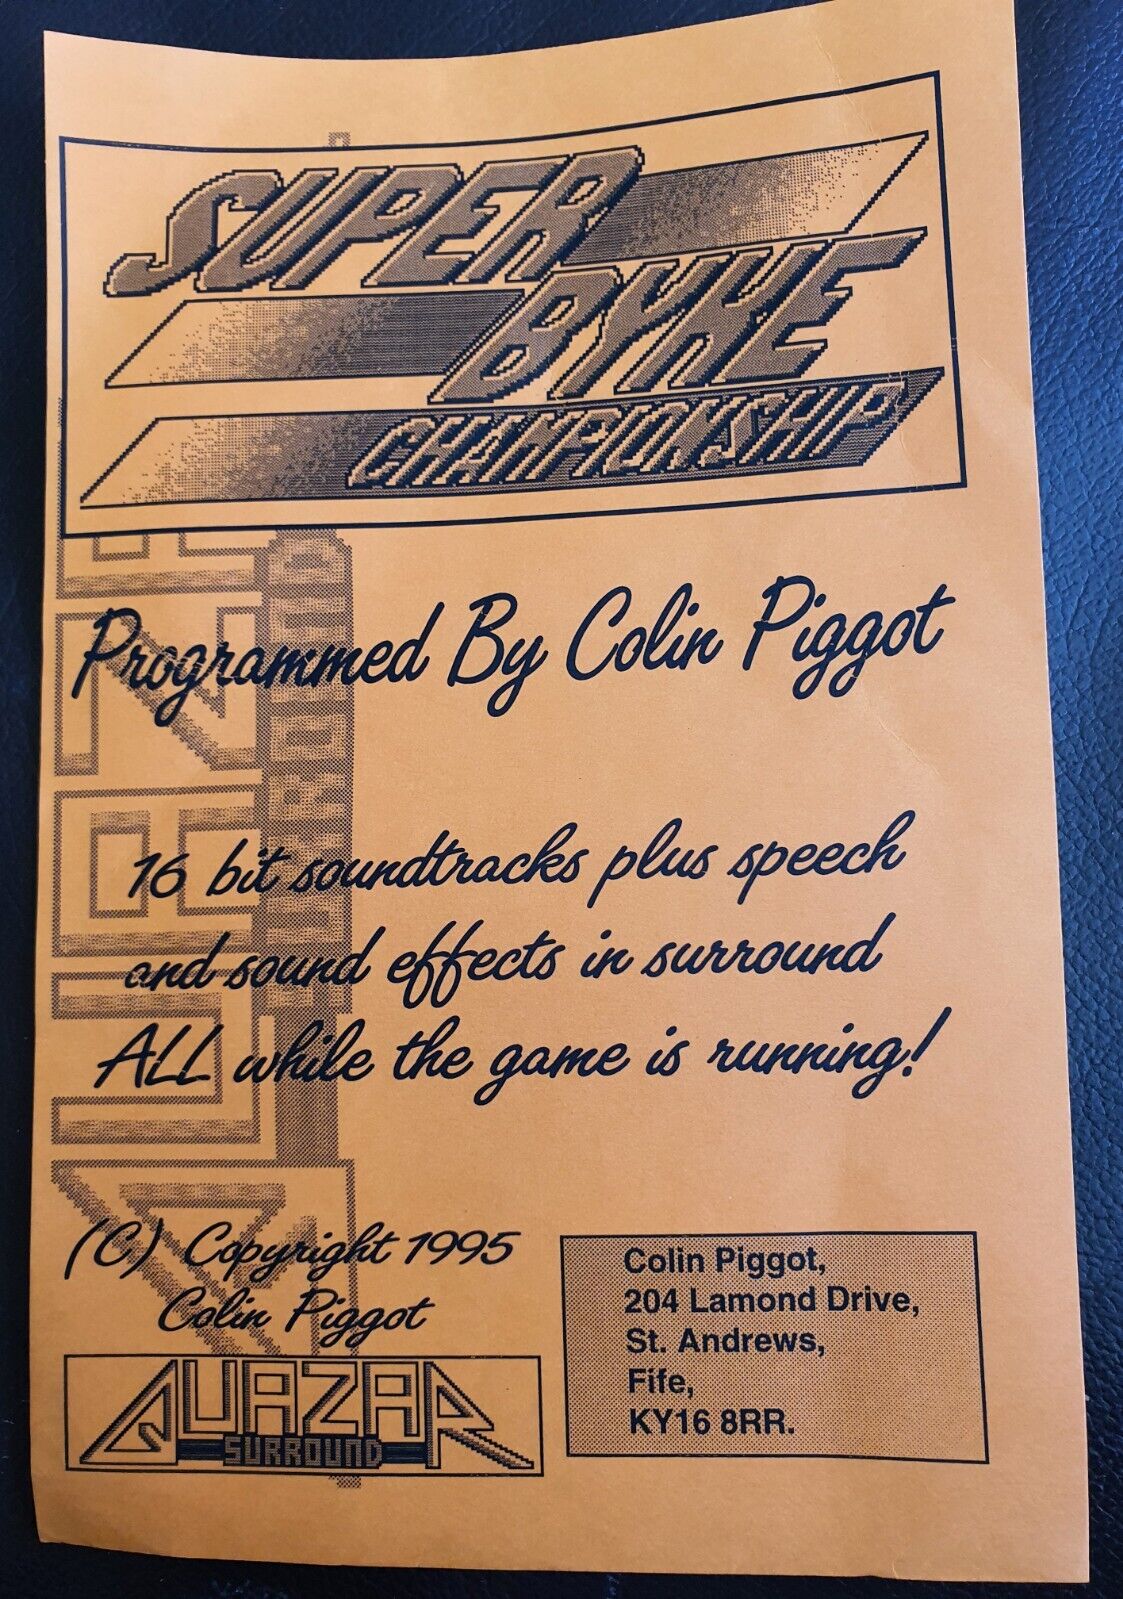 SUPER
BYKE
CHAMPIONSHIP
Programmed By Colin Piggot
16 bit soundtracks plus speech
and sound effects in surround
ALL while the game is running!
(C) Copyright 1995
Colin Piggot
QUAZAR
SURROUND
Colin Piggot,
204 Lamond Drive,
St. Andrews,
Fife,
KY16 8RR.
QUAZAR
SURROUND